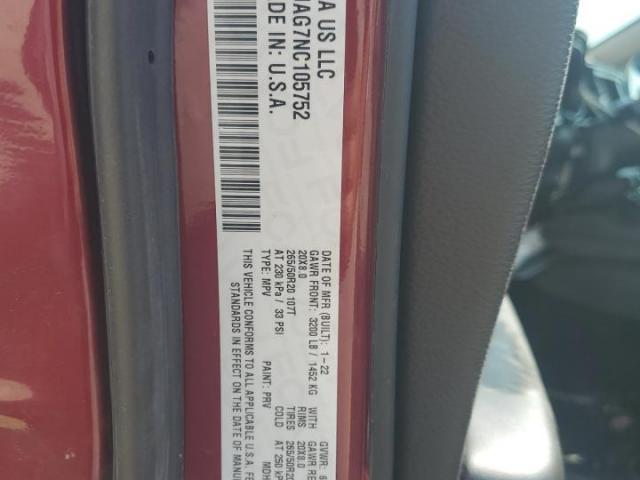 A US LLC
DE IN: U.S.A.
AG7NC105752
DATE OF MFR (BUILT): 1-22 GVWR:
GAWR FRONT: 3200 LB / 1452 KG WITH GAWR RE
20X8.0 RIMS 20X8.0
265/50R20 107T TIRES 265/50R20
AT 230 kPa / 33 PSI COLD AT 250 k
TYPE: MPV PAINT: PRV MDH
THIS VEHICLE CONFORMS TO ALL APPLICABLE U.S.A. FE
STANDARDS IN EFFECT ON THE DATE OF MANU